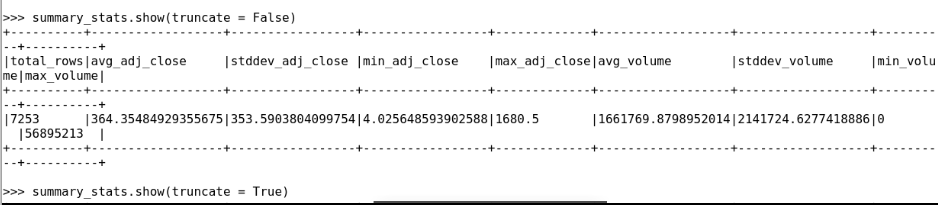 >>> summary_stats.show(truncate = False)
+----------+------------------+-----------------+-----------------+-------------+------------------+------------------+--------
--+----------+
|total_rows|avg_adj_close     |stddev_adj_close |min_adj_close    |max_adj_close|avg_volume        |stddev_volume     |min_volu
me|max_volume|
+----------+------------------+-----------------+-----------------+-------------+------------------+------------------+--------
--+----------+
|7253      |364.35484929355675|353.5903804099754|4.025648593902588|1680.5       |1661769.8798952014|2141724.6277418886|0
  |56895213  |
+----------+------------------+-----------------+-----------------+-------------+------------------+------------------+--------
--+----------+
>>> summary_stats.show(truncate = True)